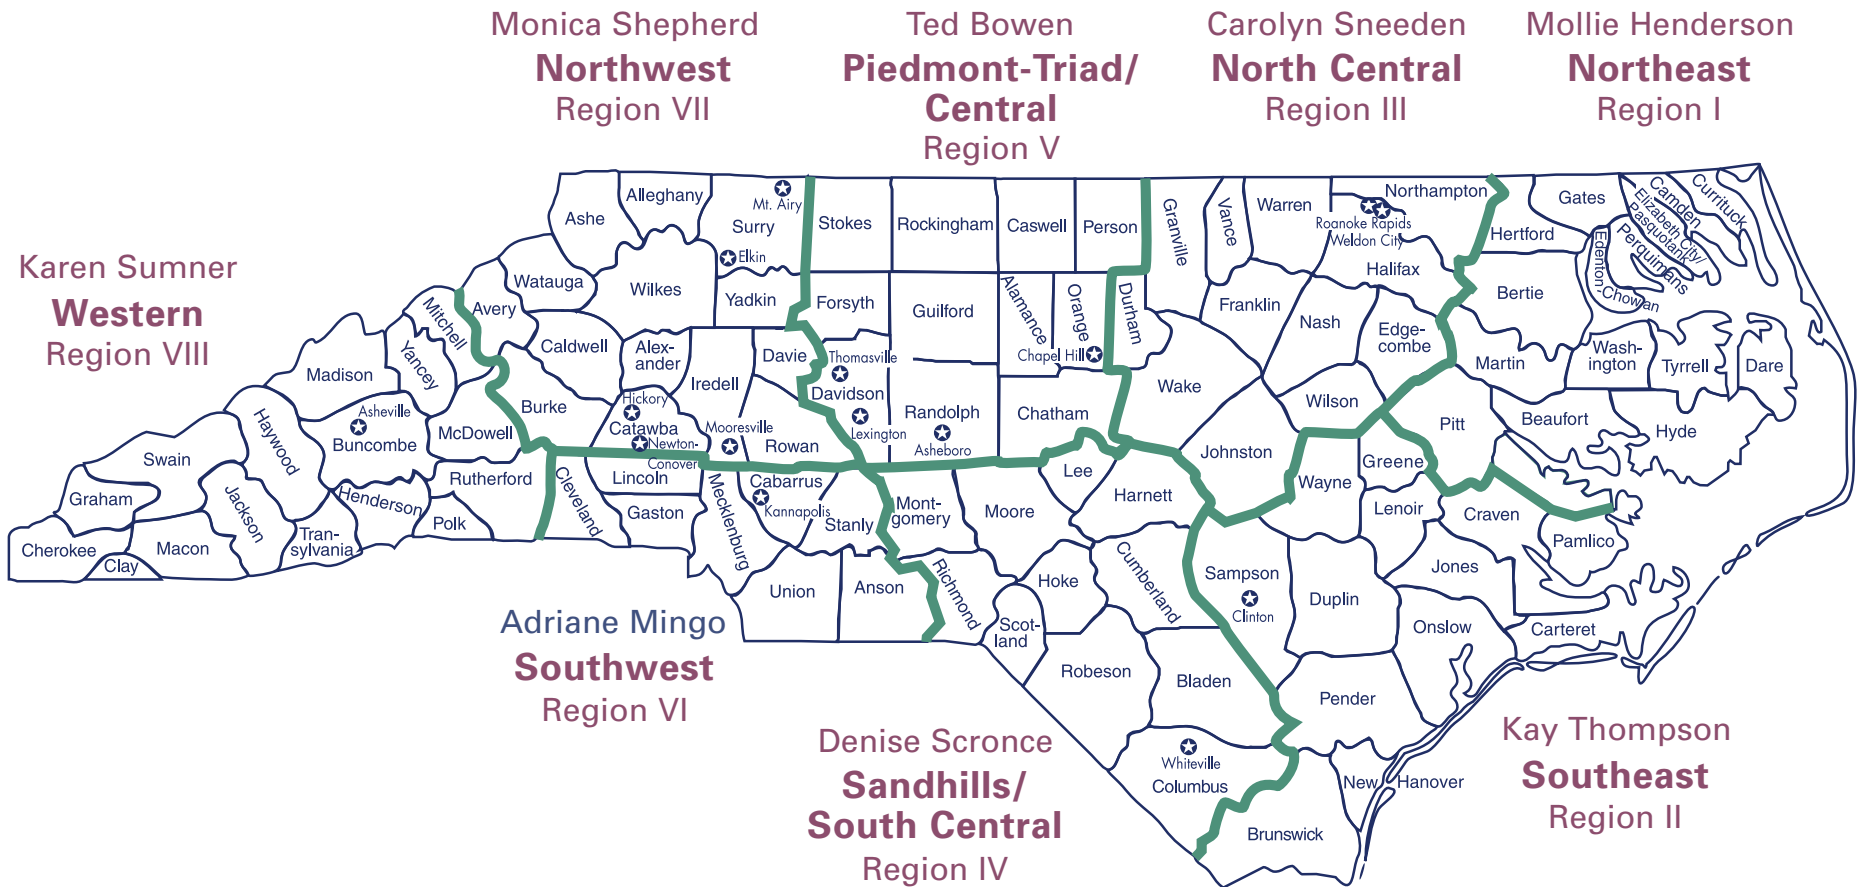 Monica Shepherd
Northwest
Region VII
Ted Bowen
Piedmont-Triad/
Central
Region V
Carolyn Sneeden
North Central
Region III
Mollie Henderson
Northeast
Region I
Karen Sumner
Western
Region VIII
Adriane Mingo
Southwest
Region VI
Denise Scronce
Sandhills/
South Central
Region IV
Kay Thompson
Southeast
Region II
Ashe
Alleghany
Mt. Airy
Surry
Elkin
Stokes
Rockingham
Caswell
Person
Granville
Vance
Warren
Northampton
Roanoke Rapids
Weldon City
Halifax
Hertford
Gates
Currituck
Camden
Elizabeth City/
Pasquotank
Perquimans
Edenton-
Chowan
Mitchell
Avery
Watauga
Wilkes
Yadkin
Forsyth
Guilford
Alamance
Orange
Chapel Hill
Durham
Franklin
Nash
Edge-
combe
Bertie
Martin
Wash-
ington
Tyrrell
Dare
Madison
Yancey
Caldwell
Alex-
ander
Iredell
Davie
Thomasville
Davidson
Lexington
Randolph
Asheboro
Chatham
Wake
Wilson
Pitt
Beaufort
Hyde
Haywood
Asheville
Buncombe
McDowell
Burke
Hickory
Catawba
Newton-
Conover
Mooresville
Rowan
Johnston
Greene
Wayne
Swain
Graham
Jackson
Henderson
Rutherford
Polk
Cleveland
Lincoln
Gaston
Mecklenburg
Cabarrus
Kannapolis
Stanly
Mont-
gomery
Moore
Lee
Harnett
Lenoir
Craven
Pamlico
Cherokee
Clay
Macon
Tran-
sylvania
Union
Anson
Richmond
Hoke
Scot-
land
Cumberland
Sampson
Clinton
Duplin
Jones
Onslow
Carteret
Robeson
Bladen
Pender
Whiteville
Columbus
Brunswick
New Hanover